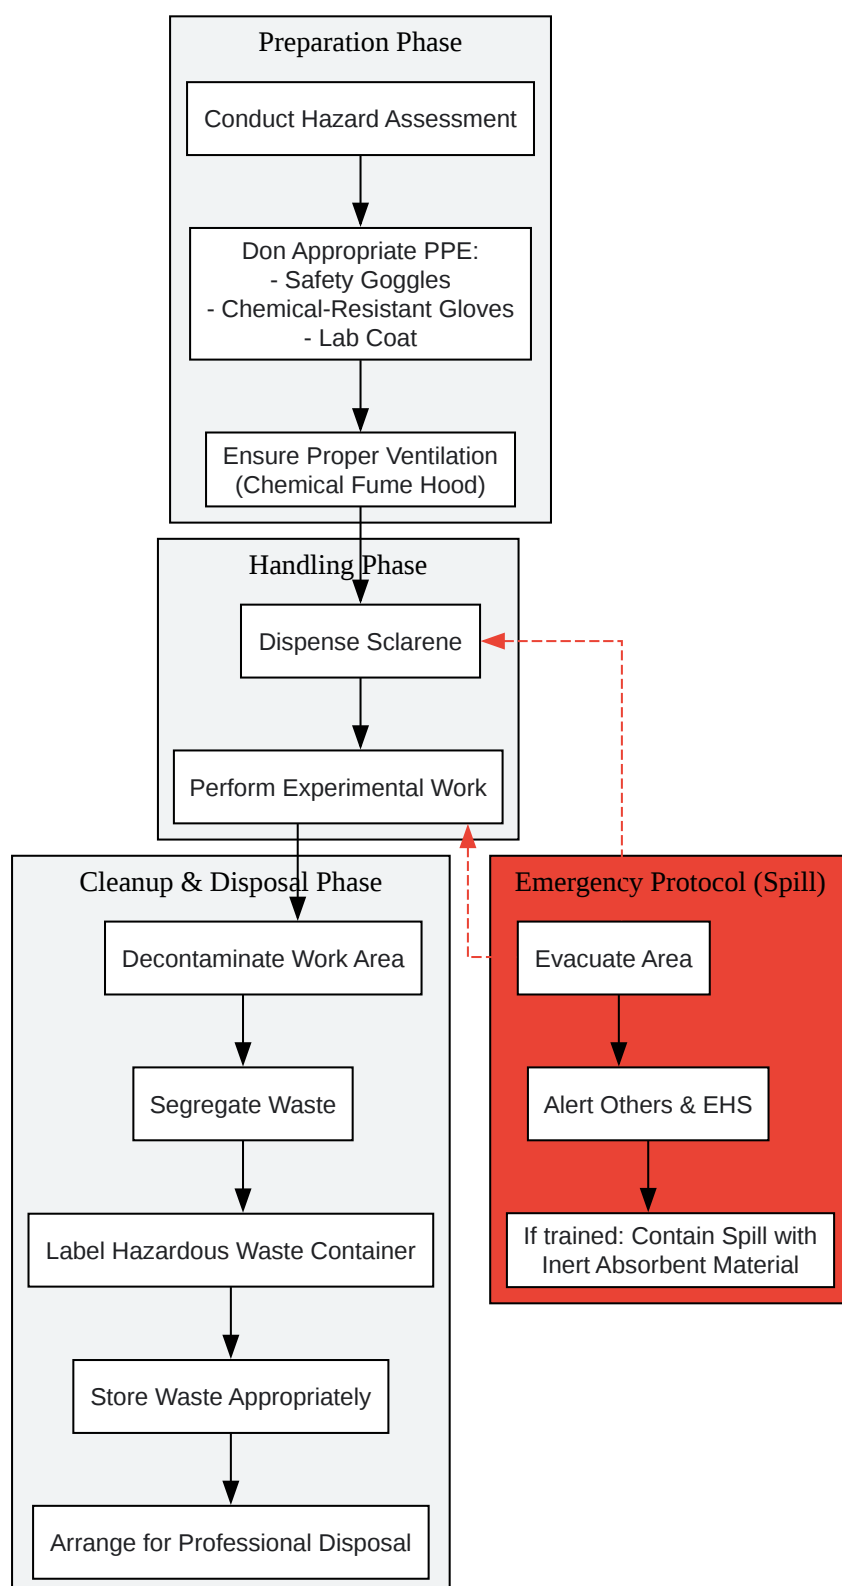 Preparation Phase
Conduct Hazard Assessment
Don Appropriate PPE:
- Safety Goggles
- Chemical-Resistant Gloves
- Lab Coat
Ensure Proper Ventilation
(Chemical Fume Hood)
Handling Phase
Dispense Sclarene
Perform Experimental Work
Cleanup & Disposal Phase
Decontaminate Work Area
Segregate Waste
Label Hazardous Waste Container
Store Waste Appropriately
Arrange for Professional Disposal
Emergency Protocol (Spill)
Evacuate Area
Alert Others & EHS
If trained: Contain Spill with
Inert Absorbent Material